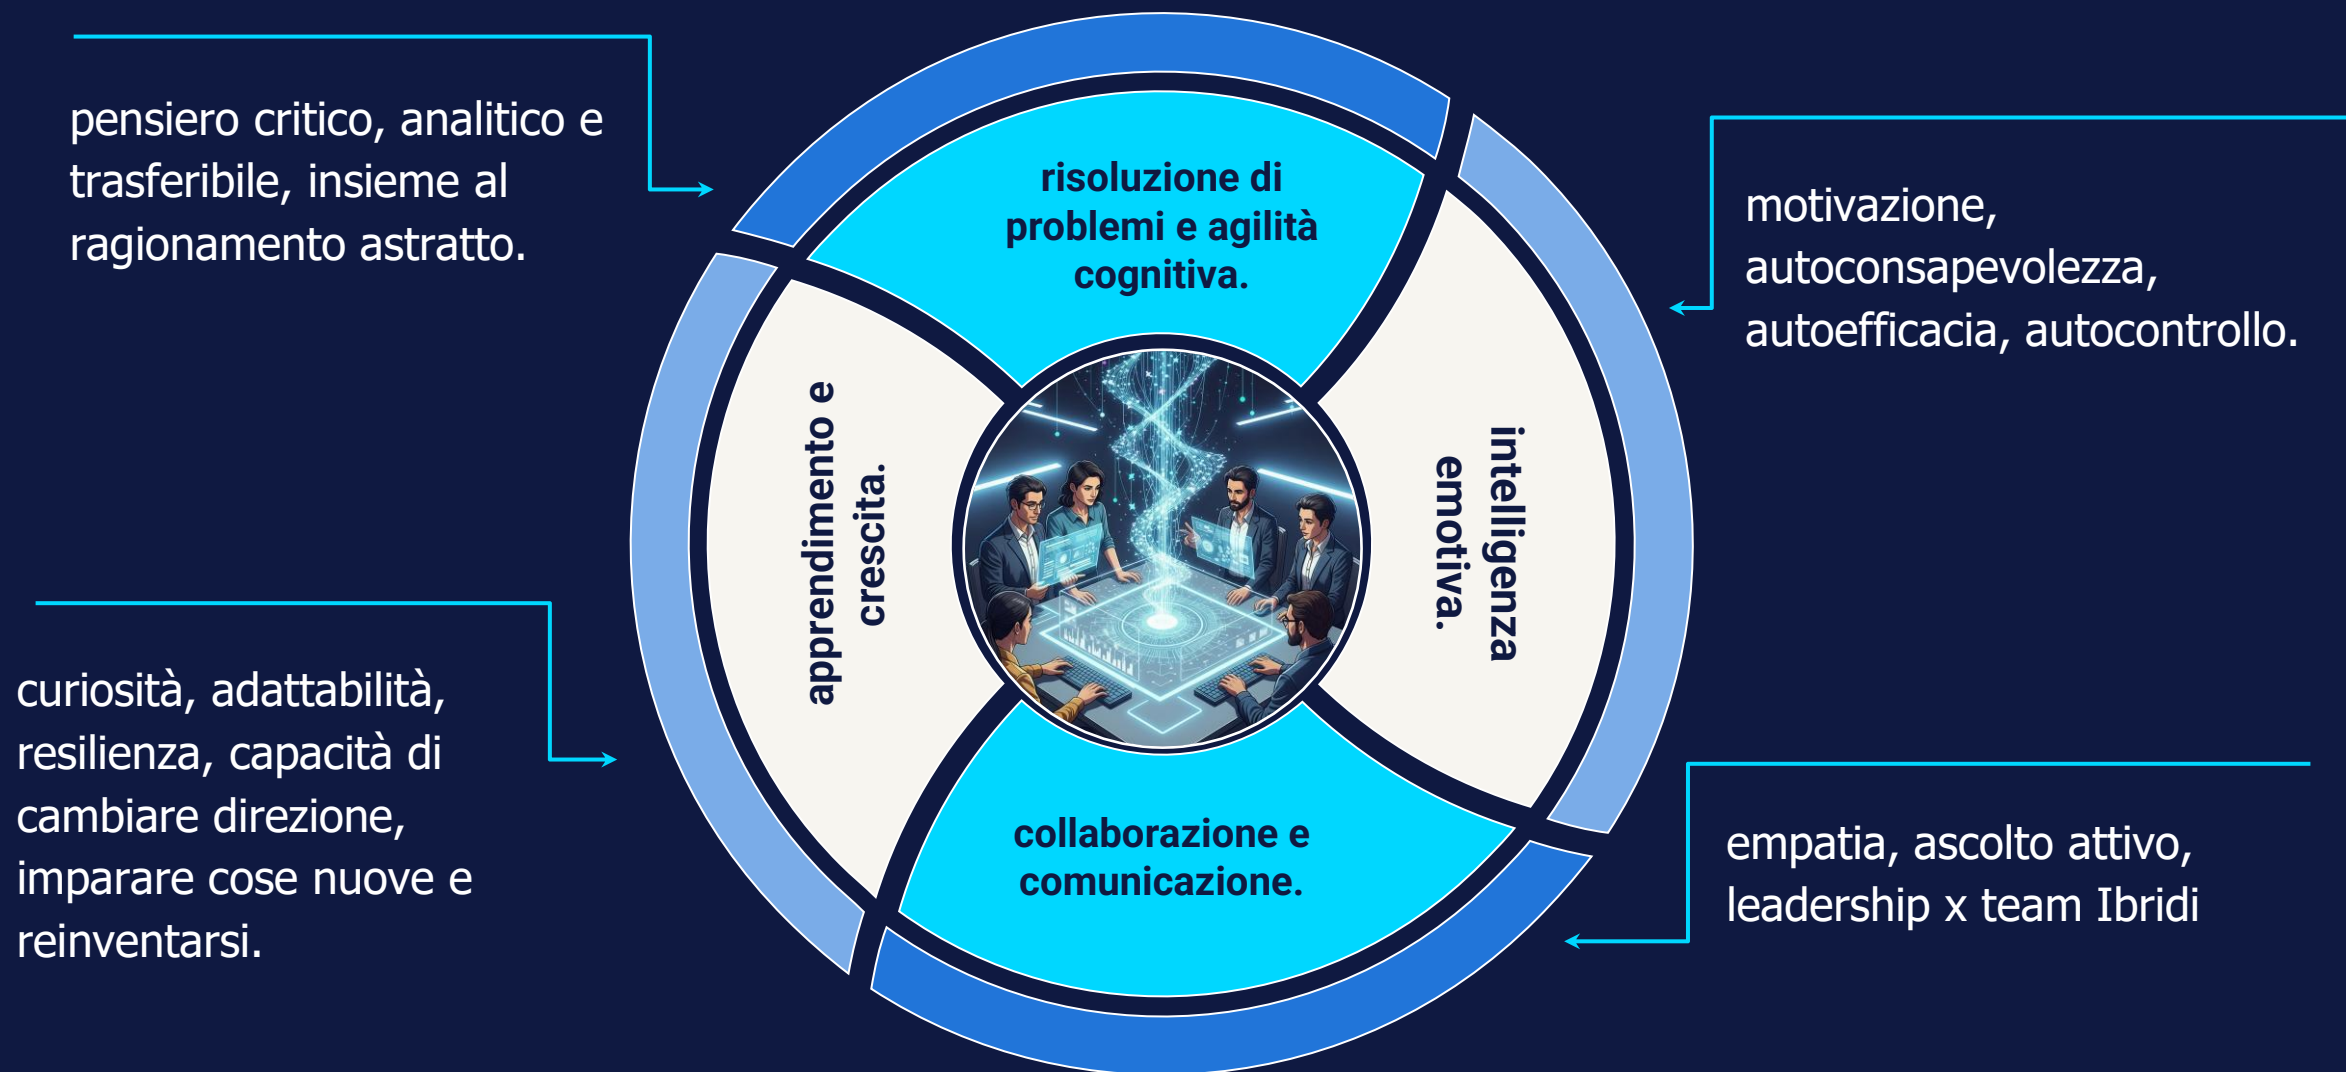 pensiero critico, analitico e
trasferibile, insieme al
ragionamento astratto.
risoluzione di
problemi e agilità
cognitiva.
motivazione,
autoconsapevolezza,
autoefficacia, autocontrollo.
apprendimento e
crescita.
intelligenza
emotiva.
curiosità, adattabilità,
resilienza, capacità di
cambiare direzione,
imparare cose nuove e
reinventarsi.
collaborazione e
comunicazione.
empatia, ascolto attivo,
leadership x team Ibridi